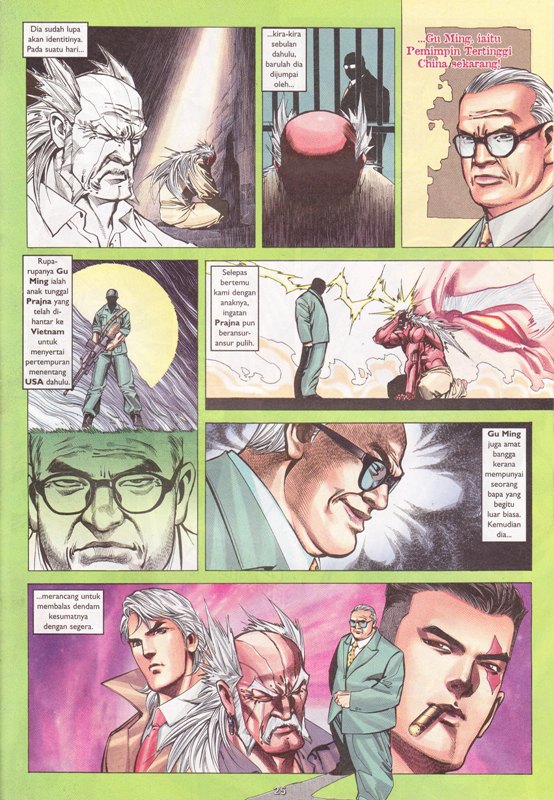 Dia sudah lupa
akan identitinya.
Pada suatu hari...
...kira-kira
sebulan
dahulu,
barulah dia
dijumpai
oleh...
...Gu Ming, iaitu
Pemimpin Tertinggi
China sekarang!
Rupa-
rupanya Gu
Ming ialah
anak tunggal
Prajna yang
telah di-
hantar ke
Vietnam
untuk
menyertai
pertempuran
menentang
USA dahulu.
Selepas
bertemu
kami dengan
anaknya,
ingatan
Prajna pun
beransur-
ansur pulih.
Gu Ming
juga amat
bangga
kerana
mempunyai
seorang
bapa yang
begitu
luar biasa.
Kemudian
dia...
...merancang untuk
membalas dendam
kesumatnya
dengan segera.
25